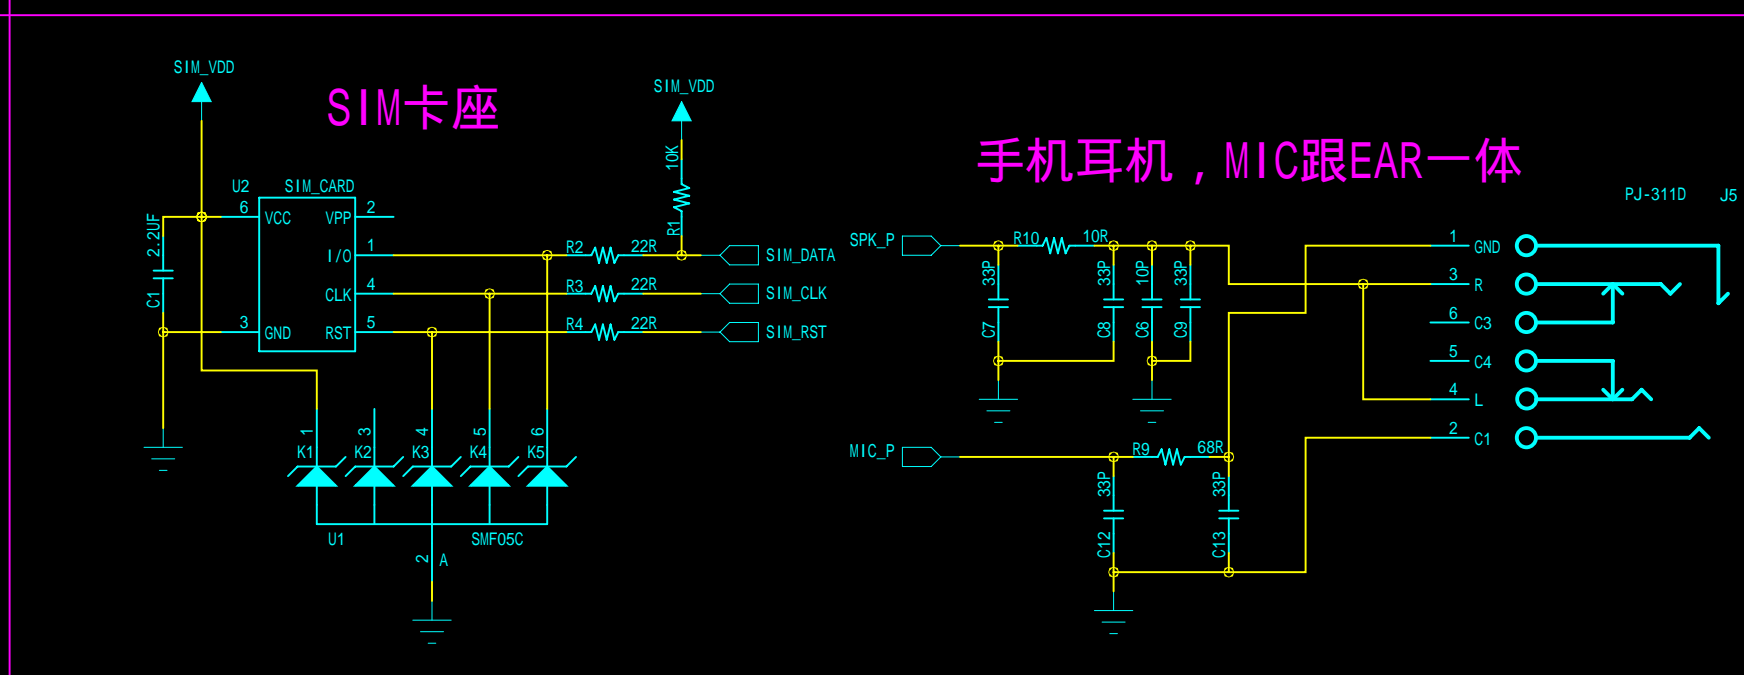 SIM_VDD
SIM卡座
SIM_VDD
10K
R1
U2
SIM_CARD
6
VCC
VPP
2
I/O
1
CLK
4
3
GND
RST
5
2.2UF
C1
R2
22R
SIM_DATA
R3
22R
SIM_CLK
R4
22R
SIM_RST
1
3
4
5
6
K1
K2
K3
K4
K5
U1
SMF05C
2
A
手机耳机，MIC跟EAR一体
PJ-311D
J5
SPK_P
R10
10R
33P
C7
33P
C8
10P
C6
33P
C9
1
GND
3
R
6
C3
5
C4
4
L
2
C1
MIC_P
R9
68R
33P
C12
33P
C13